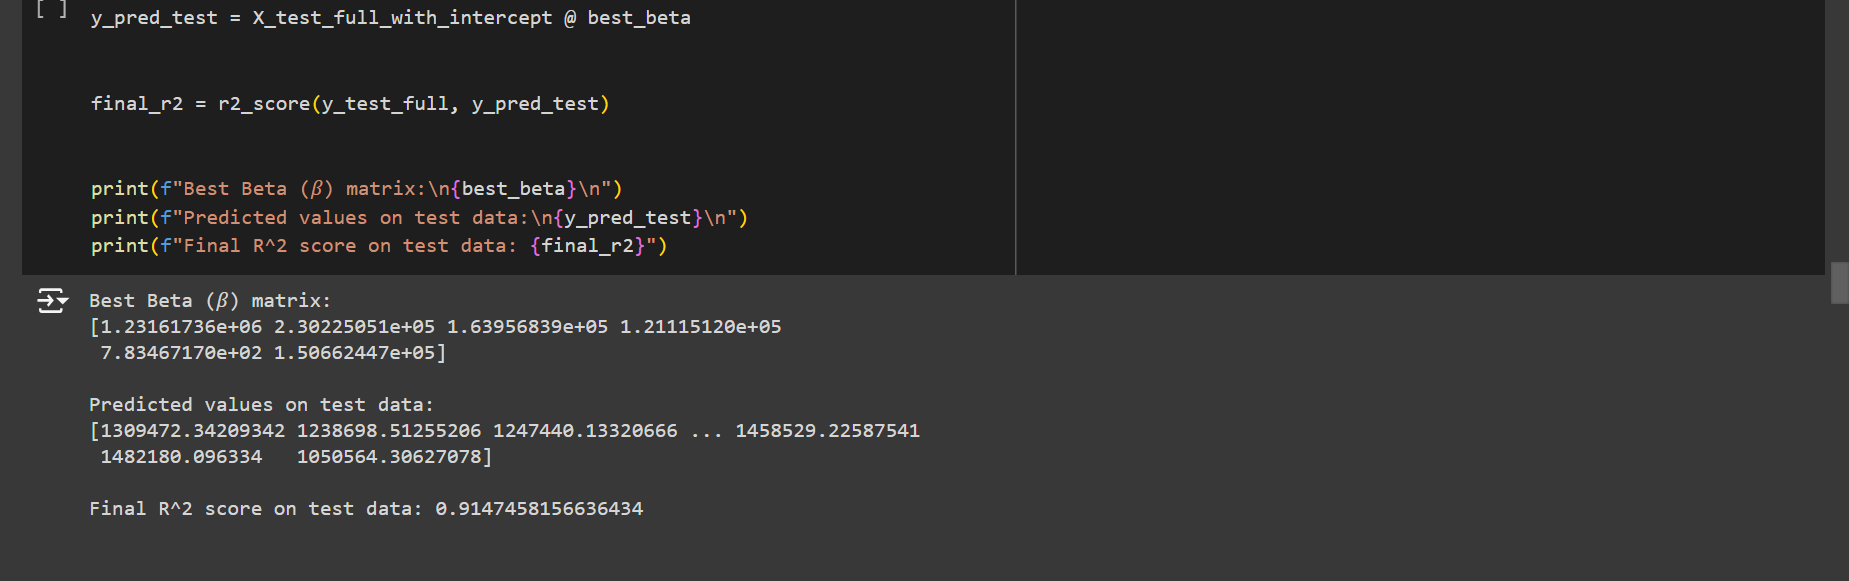 [ ]
y_pred_test = X_test_full_with_intercept @ best_beta
final_r2 = r2_score(y_test_full, y_pred_test)
print(f"Best Beta (β) matrix:\n{best_beta}\n")
print(f"Predicted values on test data:\n{y_pred_test}\n")
print(f"Final R^2 score on test data: {final_r2}")
Best Beta (β) matrix:
[1.23161736e+06 2.30225051e+05 1.63956839e+05 1.21115120e+05
7.83467170e+02 1.50662447e+05]
Predicted values on test data:
[1309472.34209342 1238698.51255206 1247440.13320666 ... 1458529.22587541
1482180.096334   1050564.30627078]
Final R^2 score on test data: 0.9147458156636434